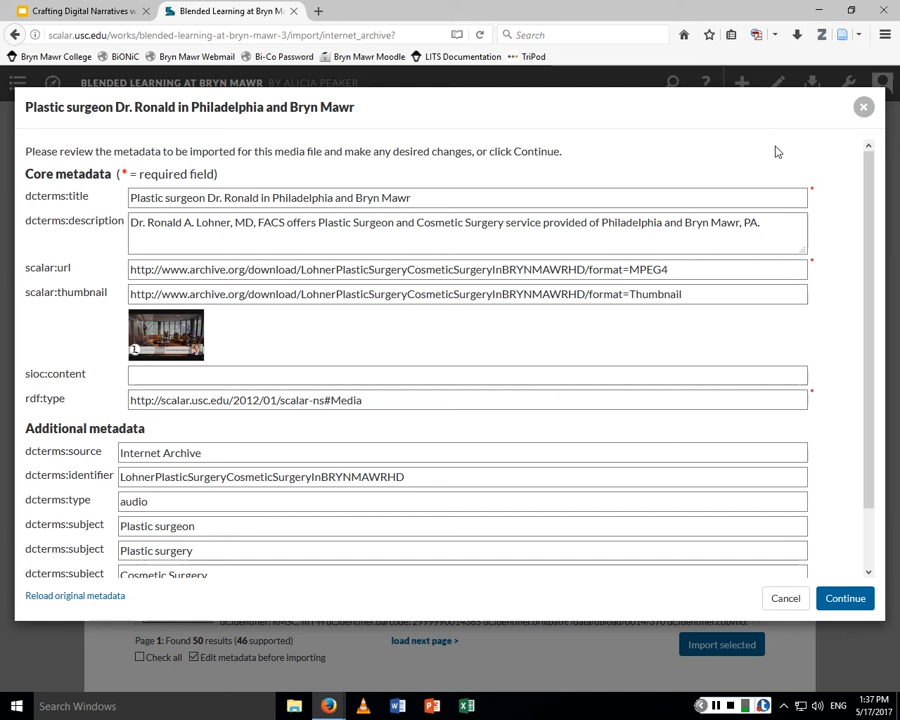 Crafting Digital Narratives w
Blended Learning at Bryn Mawr
scalar.usc.edu/works/blended-learning-at-bryn-mawr-3/import/internet_archive?
Search
Bryn Mawr College
BiONiC
Bryn Mawr Webmail
Bi-Co Password
Bryn Mawr Moodle
LITS Documentation
TriPod
BLENDED LEARNING AT BRYN MAWR BY ALICIA PEAKER
Plastic surgeon Dr. Ronald in Philadelphia and Bryn Mawr
Please review the metadata to be imported for this media file and make any desired changes, or click Continue.
Core metadata ( * = required field)
dcterms:title Plastic surgeon Dr. Ronald in Philadelphia and Bryn Mawr *
dcterms:description Dr. Ronald A. Lohner, MD, FACS offers Plastic Surgeon and Cosmetic Surgery service provided of Philadelphia and Bryn Mawr, PA.
scalar:url http://www.archive.org/download/LohnerPlasticSurgeryCosmeticSurgeryInBRYNMAWRHD/format=MPEG4 *
scalar:thumbnail http://www.archive.org/download/LohnerPlasticSurgeryCosmeticSurgeryInBRYNMAWRHD/format=Thumbnail
sioc:content
rdf:type http://scalar.usc.edu/2012/01/scalar-ns#Media *
Additional metadata
dcterms:source Internet Archive
dcterms:identifier LohnerPlasticSurgeryCosmeticSurgeryInBRYNMAWRHD
dcterms:type audio
dcterms:subject Plastic surgeon
dcterms:subject Plastic surgery
dcterms:subject Cosmetic Surgery
Reload original metadata
Cancel
Continue
Page 1: Found 50 results (46 supported)
load next page >
Import selected
Check all
Edit metadata before importing
Search Windows
ENG
1:37 PM
5/17/2017